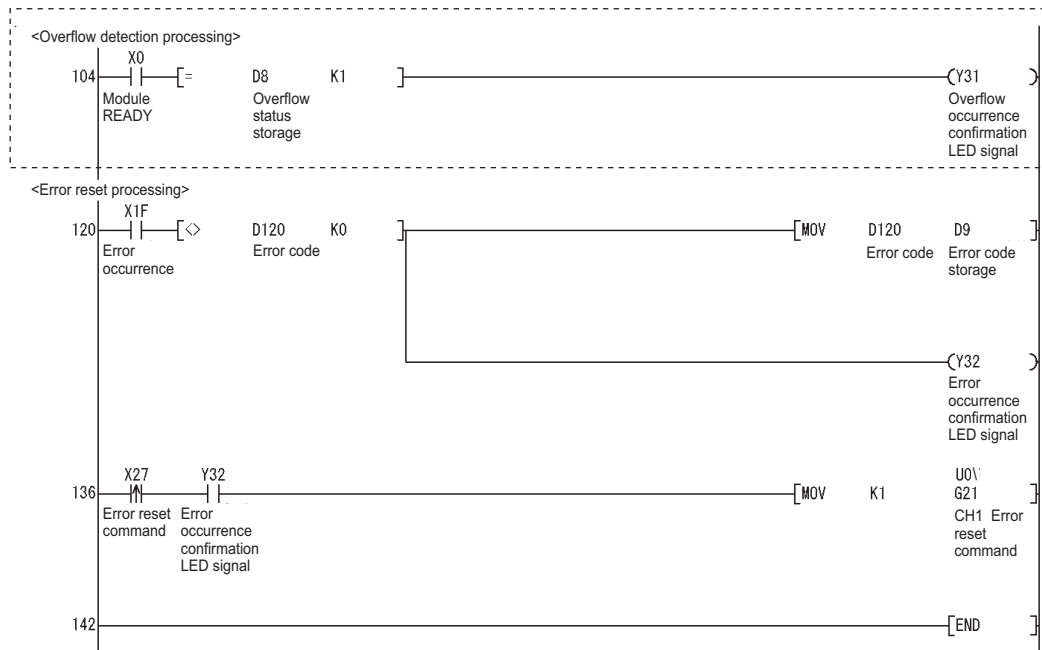 <Overflow detection processing>
X0
104 [= D8 K1 ] (Y31 )
Module READY
Overflow status storage
Overflow occurrence confirmation LED signal
<Error reset processing>
X1F
120 [<> D120 K0 ] [MOV D120 D9 ]
Error occurrence
Error code
Error code
Error code storage
(Y32 )
Error occurrence confirmation LED signal
X27 Y32 U0\
136 [MOV K1 G21 ]
Error reset command
Error occurrence confirmation LED signal
CH1 Error reset command
142 [END ]